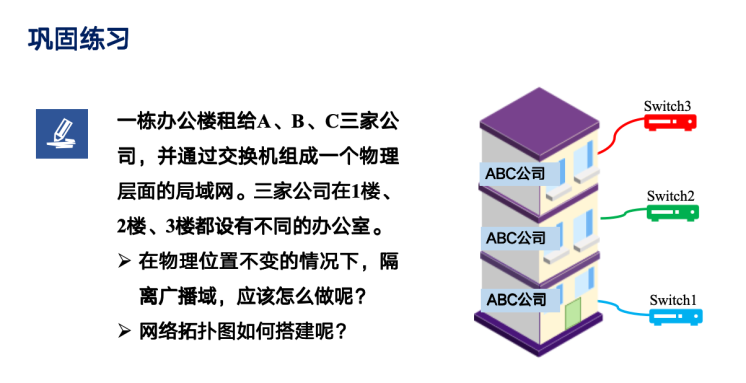 巩固练习
一栋办公楼租给A、B、C三家公
司，并通过交换机组成一个物理
层面的局域网。三家公司在1楼、
2楼、3楼都设有不同的办公室。
➢ 在物理位置不变的情况下，隔
离广播域，应该怎么做呢？
➢ 网络拓扑图如何搭建呢？
Switch3
ABC公司
Switch2
ABC公司
Switch1
ABC公司